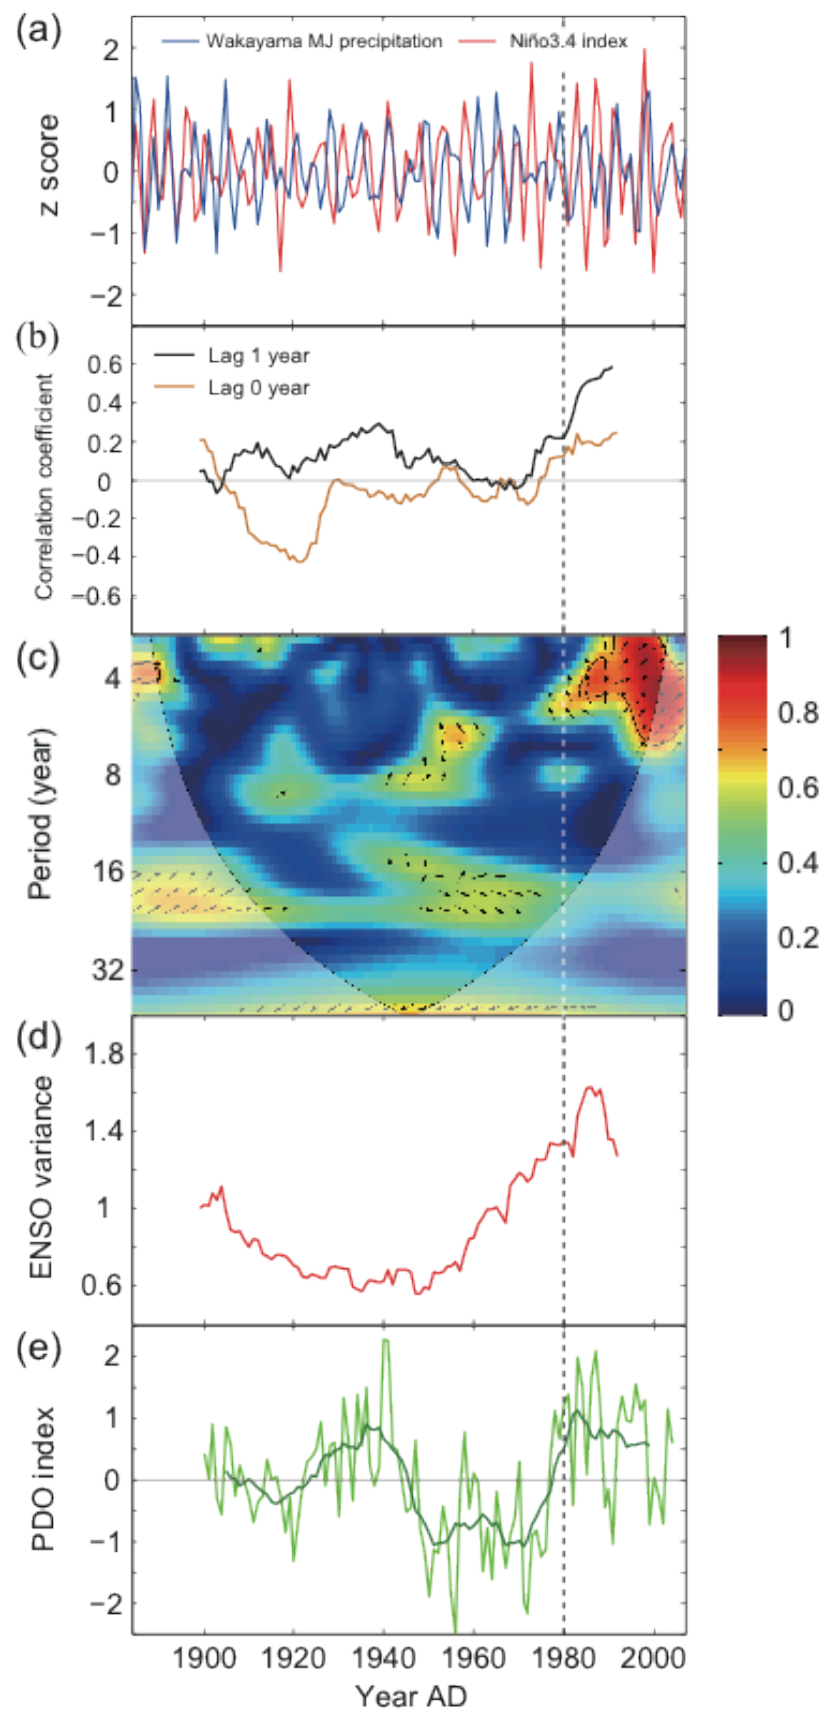 (a)
Wakayama MJ precipitation
Niño3.4 index
z score
2
1
0
−1
−2
(b)
Lag 1 year
Lag 0 year
Correlation coefficient
0.6
0.4
0.2
0
−0.2
−0.4
−0.6
(c)
Period (year)
4
8
16
32
1
0.8
0.6
0.4
0.2
0
(d)
ENSO variance
1.8
1.4
1
0.6
(e)
PDO index
2
1
0
−1
−2
1900 1920 1940 1960 1980 2000
Year AD